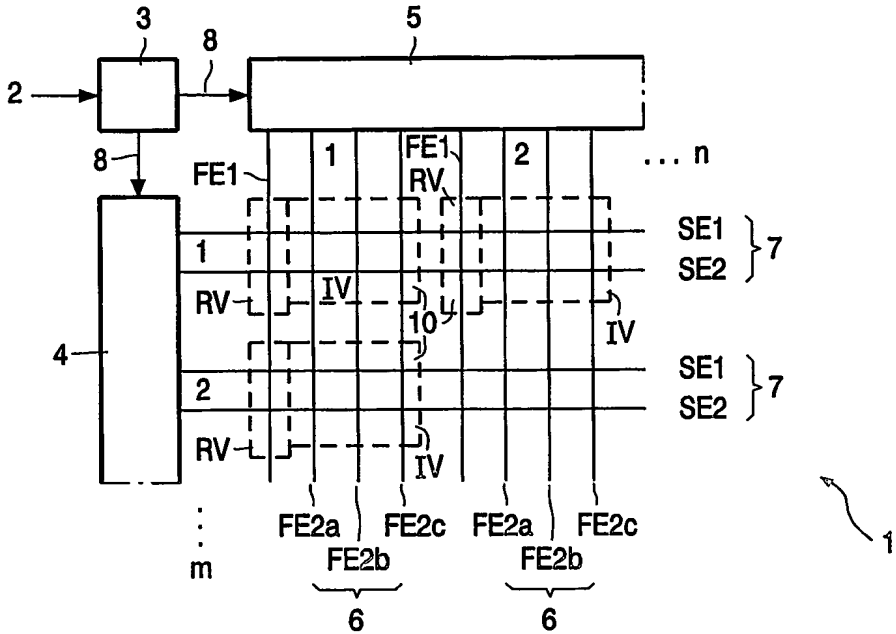 3
5
2
8
8
FE1
1
FE1
2
... n
RV
SE1
7
1
SE2
RV
IV
10
IV
4
SE1
7
2
SE2
RV
IV
FE2a
FE2c
FE2a
FE2c
FE2b
FE2b
m
6
6
1